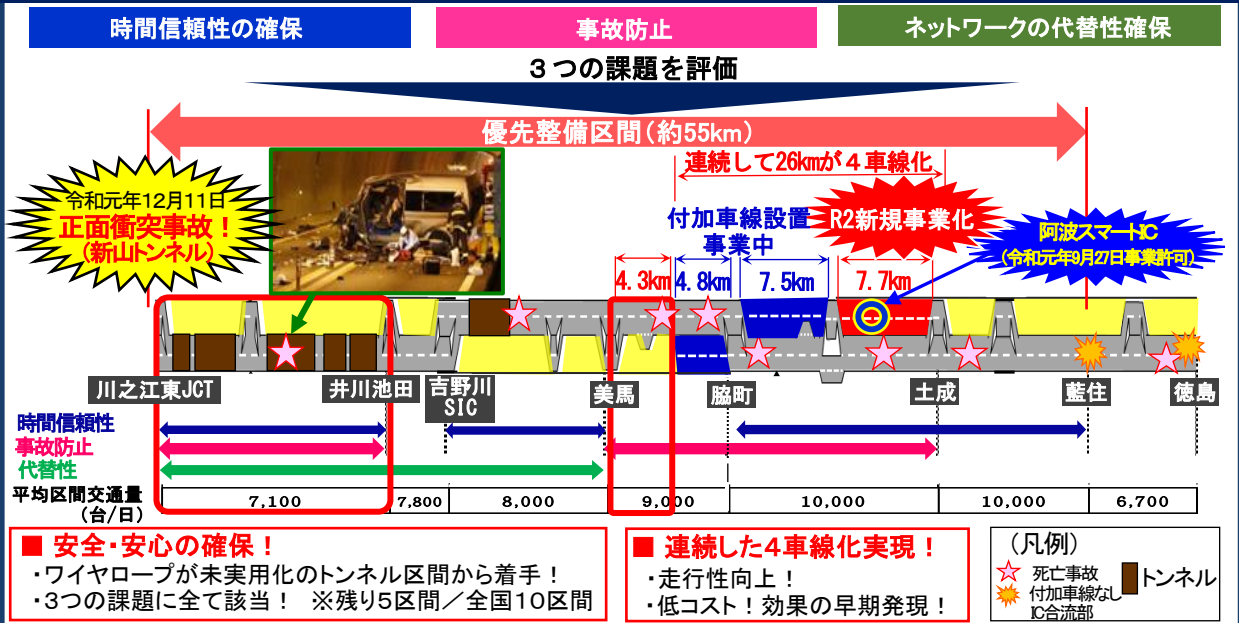 時間信頼性の確保
事故防止
ネットワークの代替性確保
3つの課題を評価
優先整備区間(約55km)
連続して26kmが4車線化
令和元年12月11日
正面衝突事故!
(新山トンネル)
付加車線設置
事業中
R2新規事業化
阿波スマートIC
(令和元年9月27日事業許可)
4.3km
4.8km
7.5km
7.7km
川之江東JCT
井川池田
吉野川
SIC
美馬
脇町
土成
藍住
徳島
時間信頼性
事故防止
代替性
平均区間交通量
(台/日)
7,100
7,800
8,000
9,000
10,000
10,000
6,700
■ 安全・安心の確保!
・ワイヤロープが未実用化のトンネル区間から着手!
・3つの課題に全て該当! ※残り5区間/全国10区間
■ 連続した4車線化実現!
・走行性向上!
・低コスト!効果の早期発現!
(凡例)
死亡事故
付加車線なし
IC合流部
トンネル